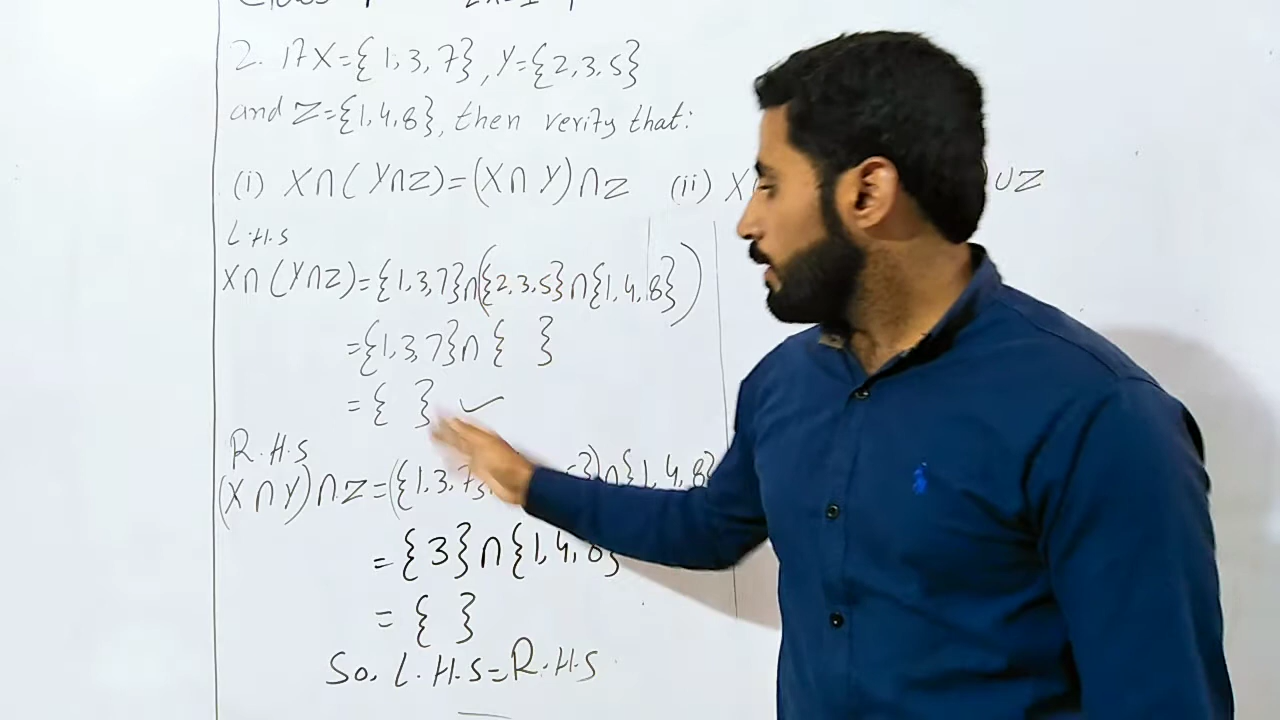 2. If X={1,3,7}, Y={2,3,5}
and Z={1,4,8}, then verify that:
(i) X∩(Y∩Z)=(X∩Y)∩Z (ii) X ∪Z
L.H.S
X∩(Y∩Z)={1,3,7}∩({2,3,5}∩{1,4,8})
={1,3,7}∩{ }
={ } ✓
R.H.S
(X∩Y)∩Z=({1,3,7 5})∩{1,4,8}
={3}∩{1,4,8}
={ }
So, L.H.S=R.H.S